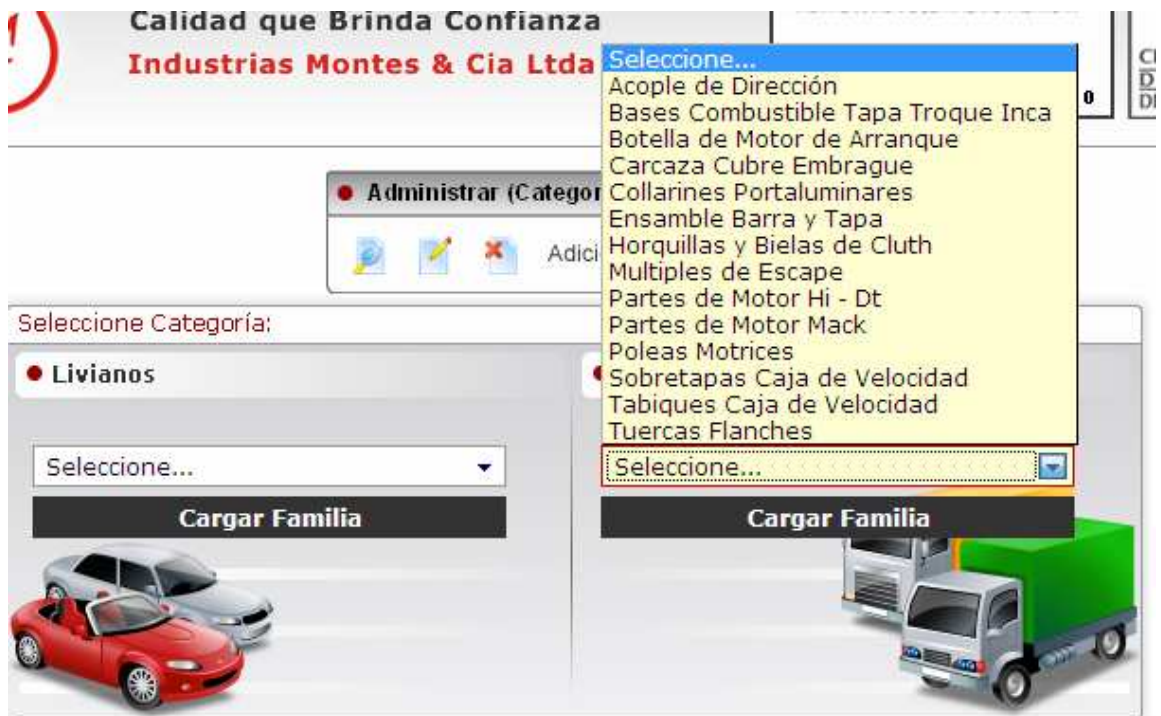 Calidad que Brinda Confianza
Industrias Montes & Cia Ltda
0
Administrar (Categor
Adici
Seleccione Categoría:
Livianos
Seleccione...
Cargar Familia
Seleccione...
Acople de Dirección
Bases Combustible Tapa Troque Inca
Botella de Motor de Arranque
Carcaza Cubre Embrague
Collarines Portaluminares
Ensamble Barra y Tapa
Horquillas y Bielas de Cluth
Multiples de Escape
Partes de Motor Hi - Dt
Partes de Motor Mack
Poleas Motrices
Sobretapas Caja de Velocidad
Tabiques Caja de Velocidad
Tuercas Flanches
Seleccione...
Cargar Familia